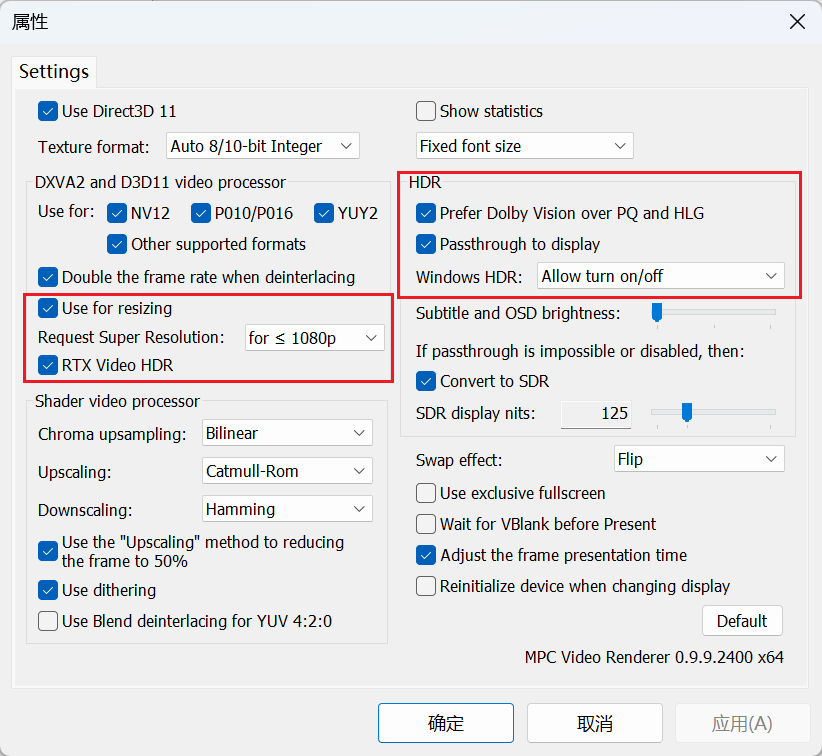 属性
Settings
Use Direct3D 11
Texture format: Auto 8/10-bit Integer
DXVA2 and D3D11 video processor
Use for: NV12 P010/P016 YUY2
Other supported formats
Double the frame rate when deinterlacing
Use for resizing
Request Super Resolution: for ≤ 1080p
RTX Video HDR
Shader video processor
Chroma upsampling: Bilinear
Upscaling: Catmull-Rom
Downscaling: Hamming
Use the "Upscaling" method to reducing
the frame to 50%
Use dithering
Use Blend deinterlacing for YUV 4:2:0
Show statistics
Fixed font size
HDR
Prefer Dolby Vision over PQ and HLG
Passthrough to display
Windows HDR: Allow turn on/off
Subtitle and OSD brightness:
If passthrough is impossible or disabled, then:
Convert to SDR
SDR display nits: 125
Swap effect: Flip
Use exclusive fullscreen
Wait for VBlank before Present
Adjust the frame presentation time
Reinitialize device when changing display
Default
MPC Video Renderer 0.9.9.2400 x64
确定 取消 应用(A)